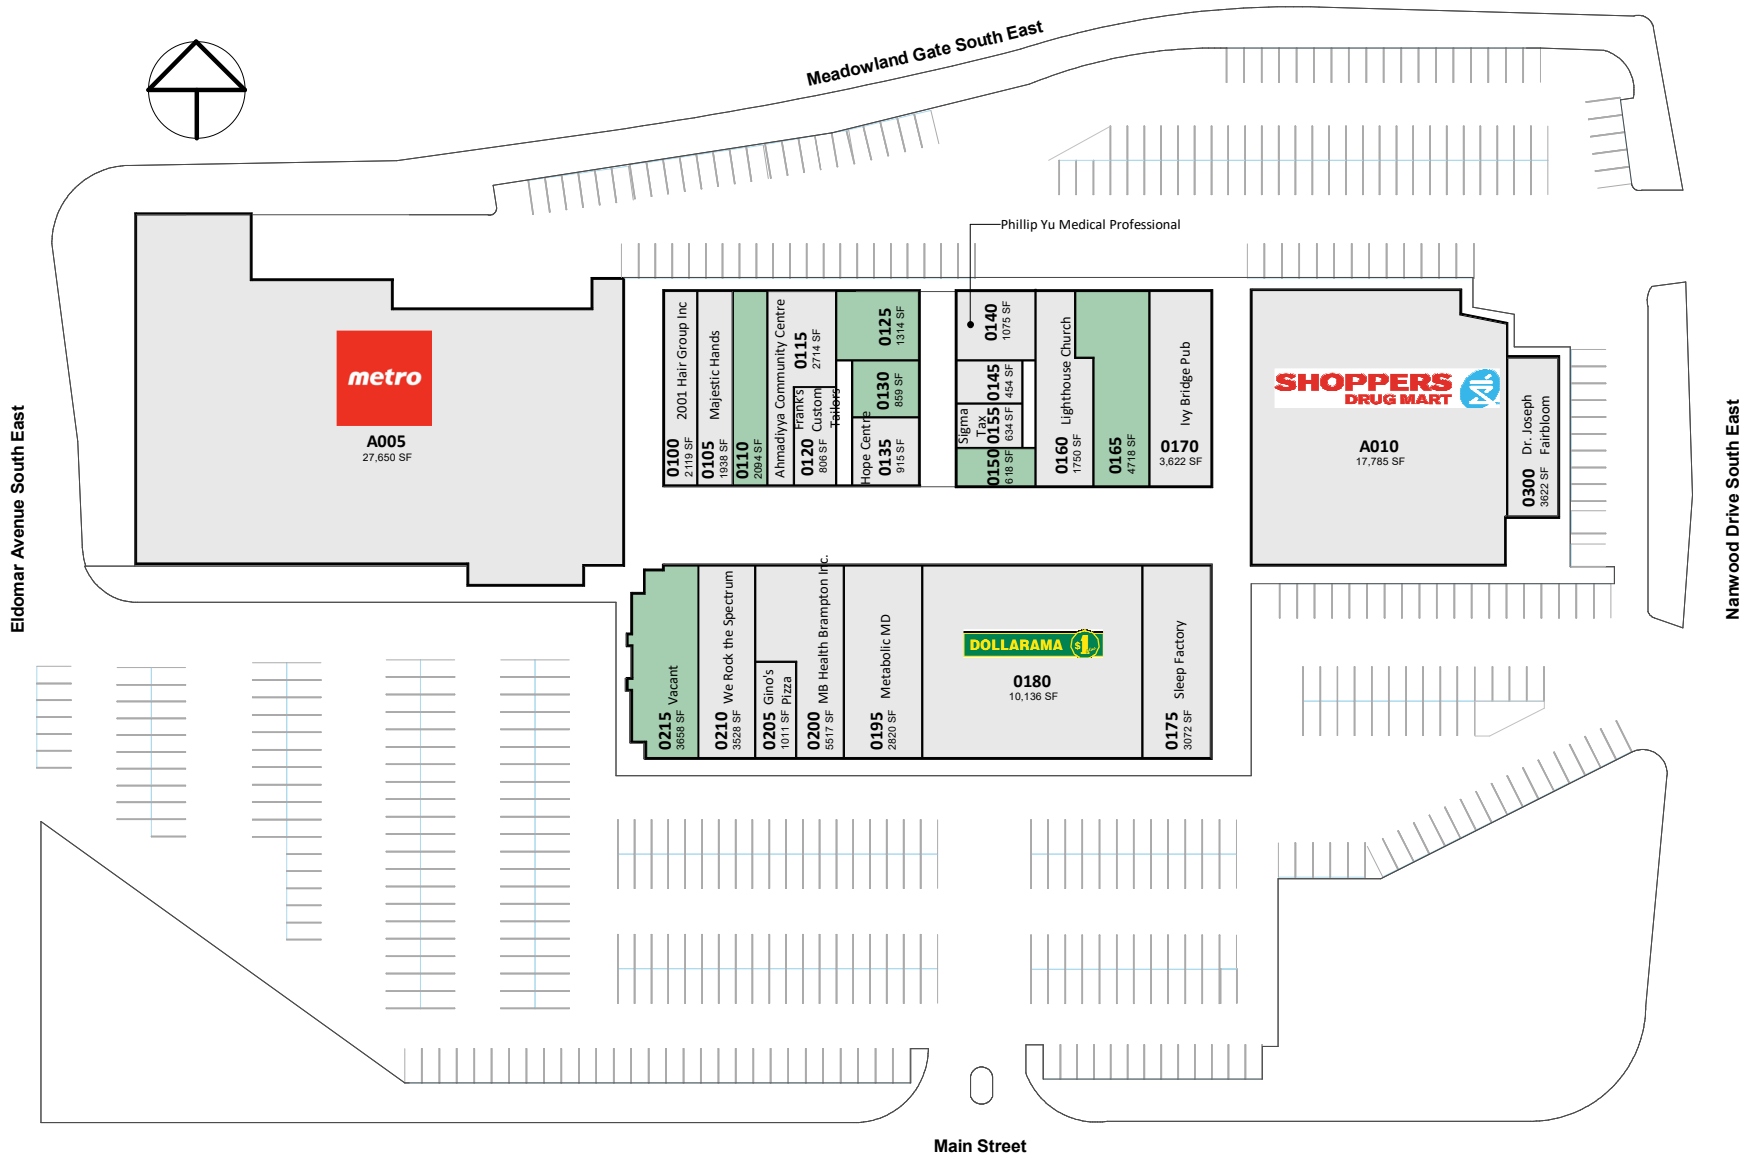 Meadowland Gate South East
Eldomar Avenue South East
Nanwood Drive South East
Main Street
Phillip Yu Medical Professional
metro
A005
27,650 SF
2001 Hair Group Inc
0100
2119 SF
Majestic Hands
0105
1938 SF
0110
2094 SF
Ahmadiyya Community Centre
0115
2714 SF
Frank's
Custom
Tailors
0120
806 SF
0125
1314 SF
0130
859 SF
Hope Centre
0135
915 SF
0140
1075 SF
0145
454 SF
Sigma
Tax
0155
634 SF
0150
618 SF
Lighthouse Church
0160
1750 SF
0165
4718 SF
Ivy Bridge Pub
0170
3,622 SF
SHOPPERS
DRUG MART
A010
17,785 SF
Dr. Joseph
Fairbloom
0300
3622 SF
Vacant
0215
3658 SF
We Rock the Spectrum
0210
3528 SF
Gino's
Pizza
0205
1011 SF
MB Health Brampton Inc.
0200
5517 SF
Metabolic MD
0195
2820 SF
DOLLARAMA $1
0180
10,136 SF
Sleep Factory
0175
3072 SF